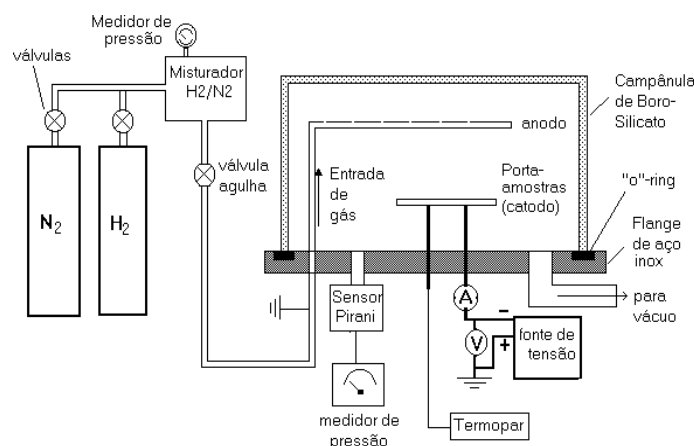 Medidor de
pressão
válvulas
Misturador
H2/N2
Campânula
de Boro-
Silicato
anodo
válvula
agulha
Entrada
de
gás
Porta-
amostras
(catodo)
"o"-ring
N2
H2
Flange
de aço
inox
Sensor
Pirani
A
-
para
vácuo
V
+
fonte de
tensão
medidor de
pressão
Termopar